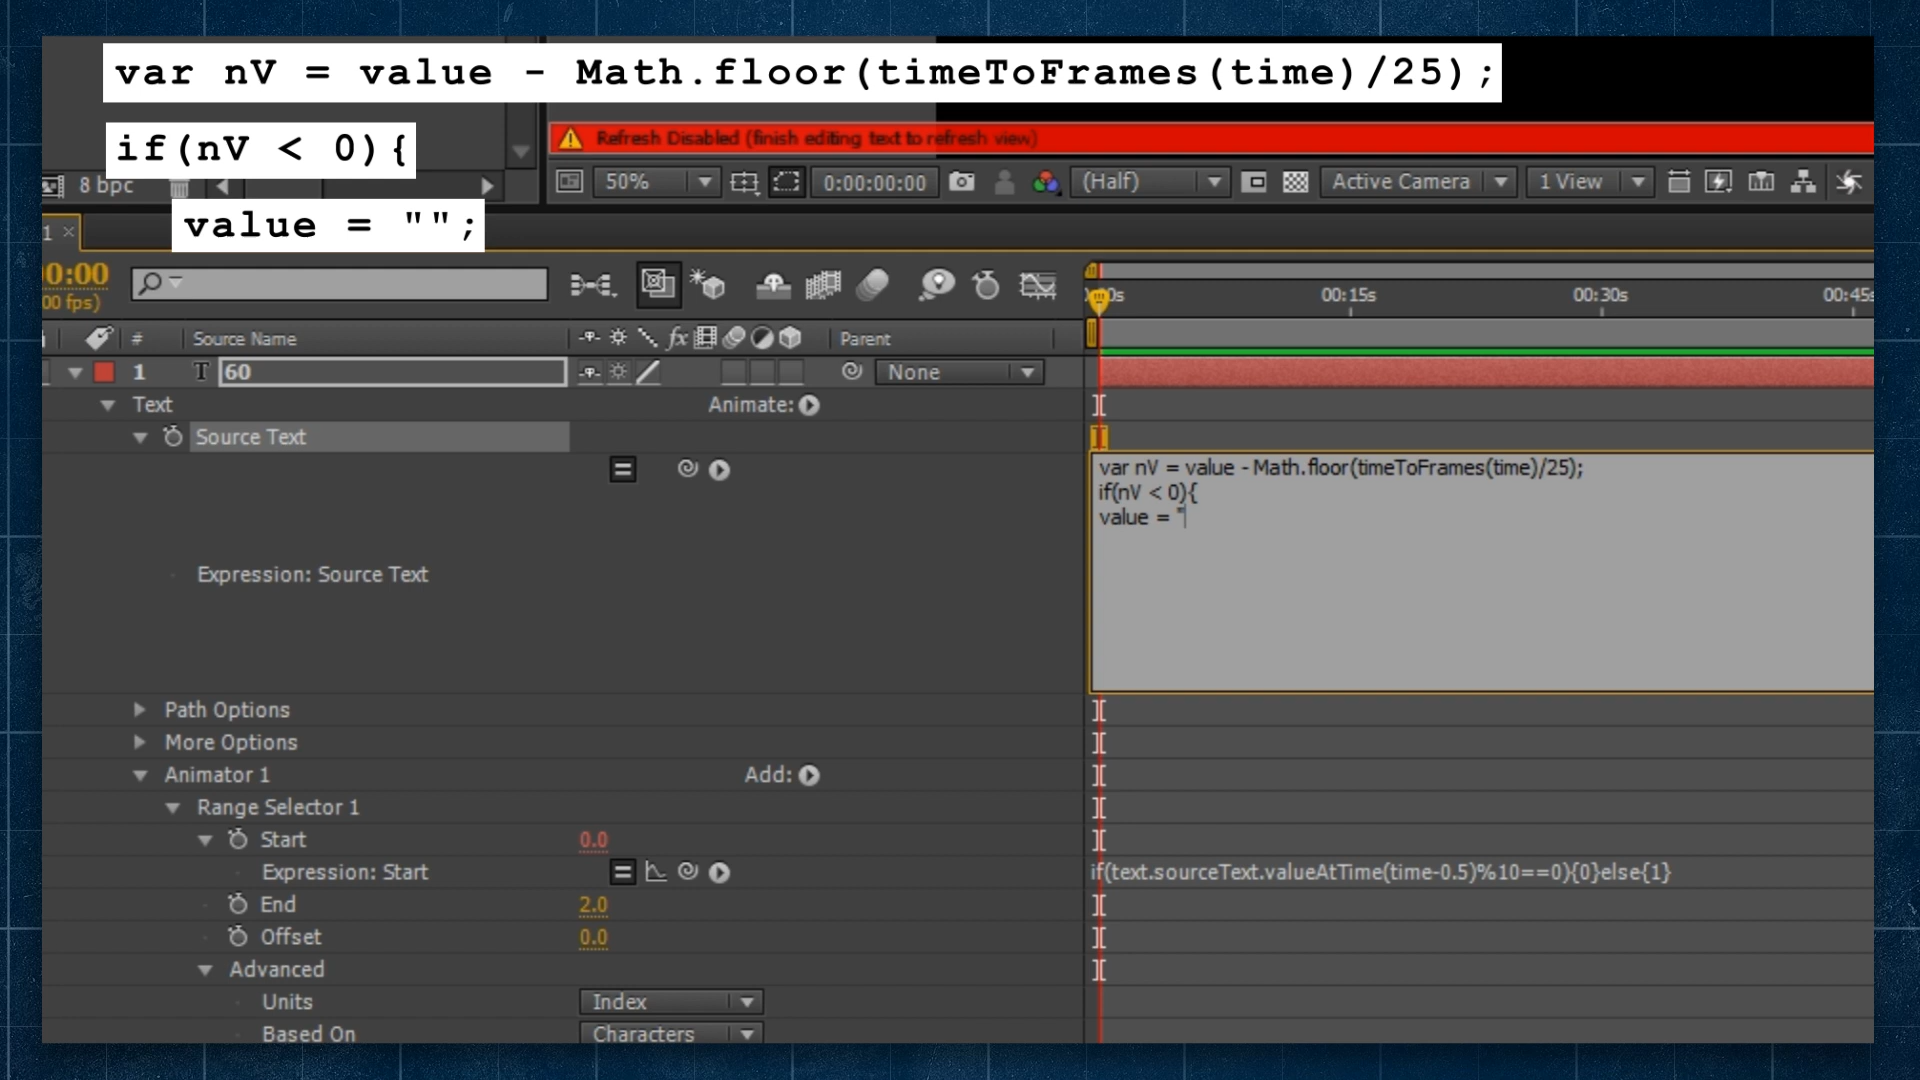 var nV = value - Math.floor(timeToFrames(time)/25);
if(nV < 0){
value = "";
Refresh Disabled (finish editing text to refresh view)
8 bpc
50%
0:00:00:00
(Half)
Active Camera
1 View
1 ×
0:00
00 fps)
0s
00:15s
00:30s
00:45s
#
Source Name
fx
Parent
1
T
60
None
Text
Animate:
Source Text
var nV = value - Math.floor(timeToFrames(time)/25);
if(nV < 0){
value = "
Expression: Source Text
Path Options
More Options
Animator 1
Add:
Range Selector 1
Start
0.0
Expression: Start
if(text.sourceText.valueAtTime(time-0.5)%10==0){0}else{1}
End
2.0
Offset
0.0
Advanced
Units
Index
Based On
Characters